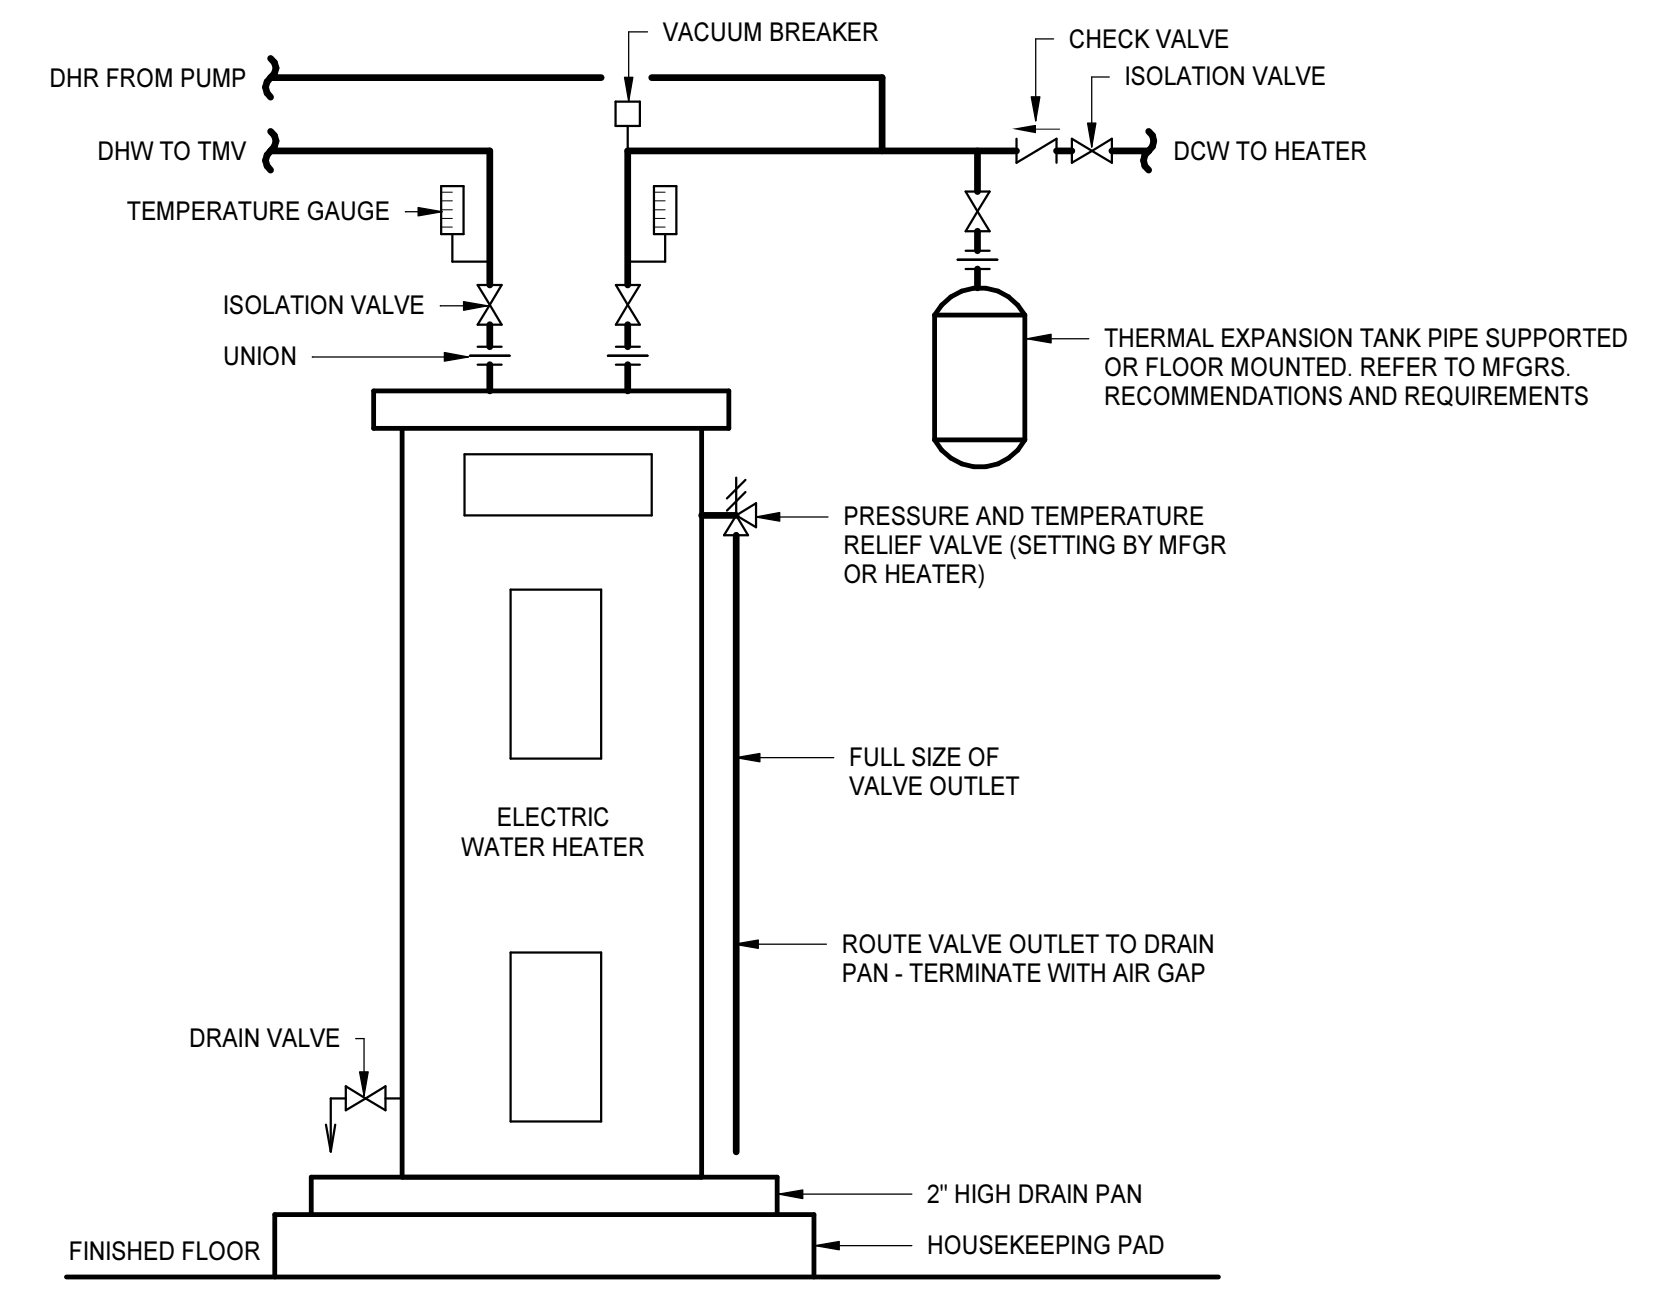 VACUUM BREAKER
CHECK VALVE
ISOLATION VALVE
DHR FROM PUMP
DHW TO TMV
DCW TO HEATER
TEMPERATURE GAUGE
ISOLATION VALVE
UNION
THERMAL EXPANSION TANK PIPE SUPPORTED
OR FLOOR MOUNTED. REFER TO MFGRS.
RECOMMENDATIONS AND REQUIREMENTS
PRESSURE AND TEMPERATURE
RELIEF VALVE (SETTING BY MFGR
OR HEATER)
FULL SIZE OF
VALVE OUTLET
ELECTRIC
WATER HEATER
ROUTE VALVE OUTLET TO DRAIN
PAN - TERMINATE WITH AIR GAP
DRAIN VALVE
2" HIGH DRAIN PAN
HOUSEKEEPING PAD
FINISHED FLOOR